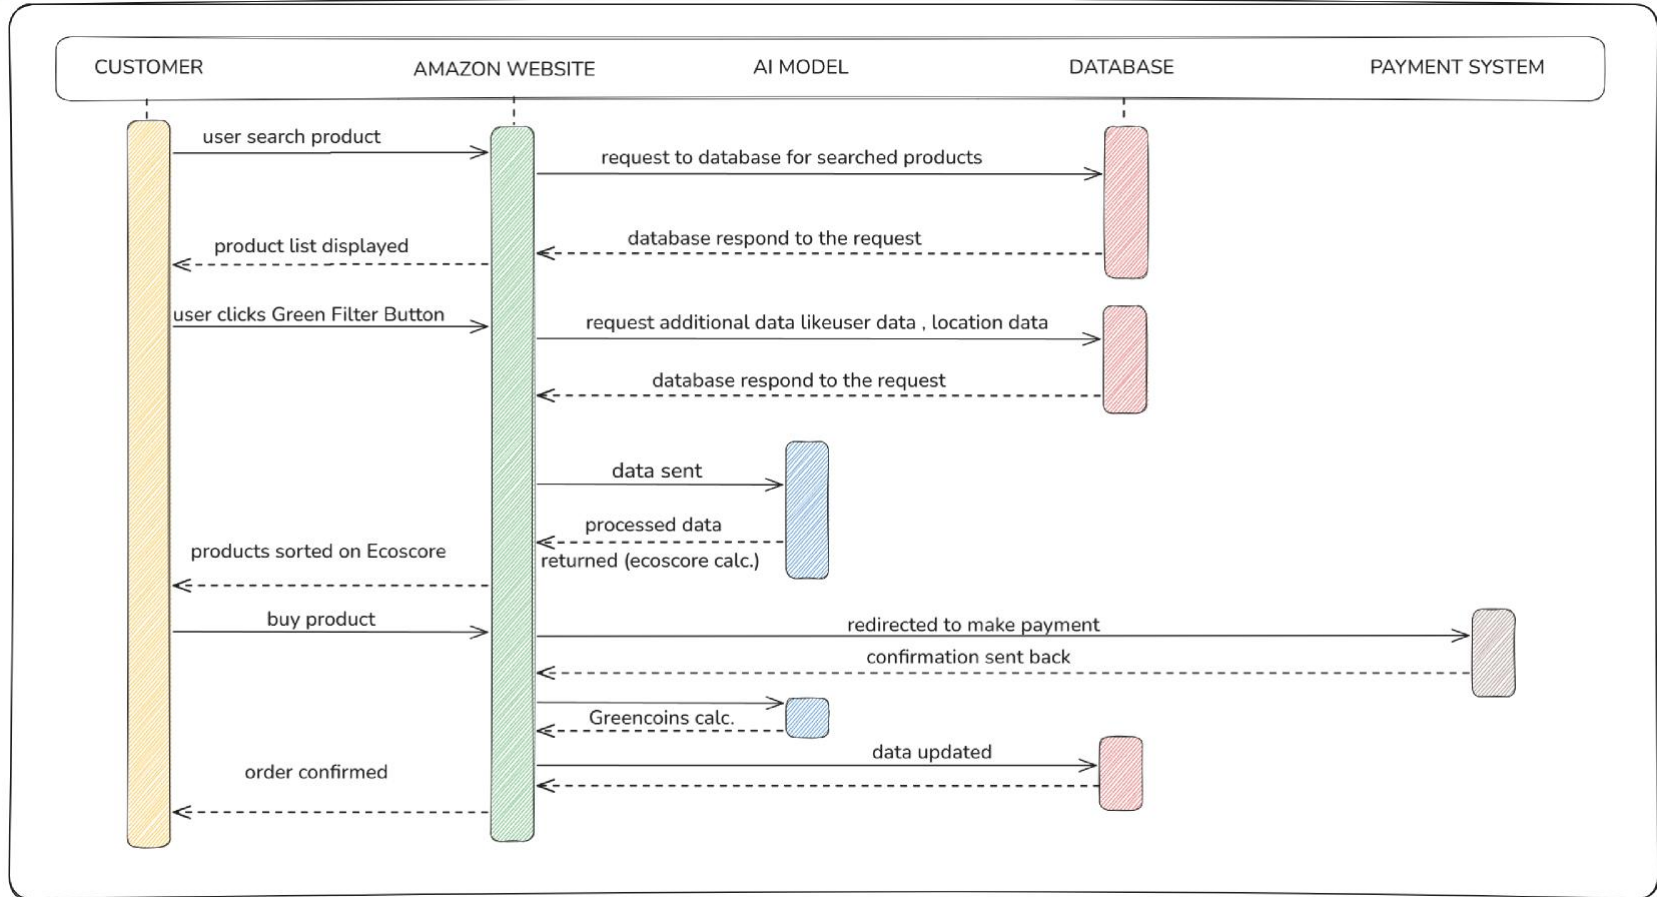 CUSTOMER
AMAZON WEBSITE
AI MODEL
DATABASE
PAYMENT SYSTEM
user search product
request to database for searched products
database respond to the request
product list displayed
user clicks Green Filter Button
request additional data likeuser data , location data
database respond to the request
data sent
processed data
returned (ecoscore calc.)
products sorted on Ecoscore
buy product
redirected to make payment
confirmation sent back
Greencoins calc.
data updated
order confirmed